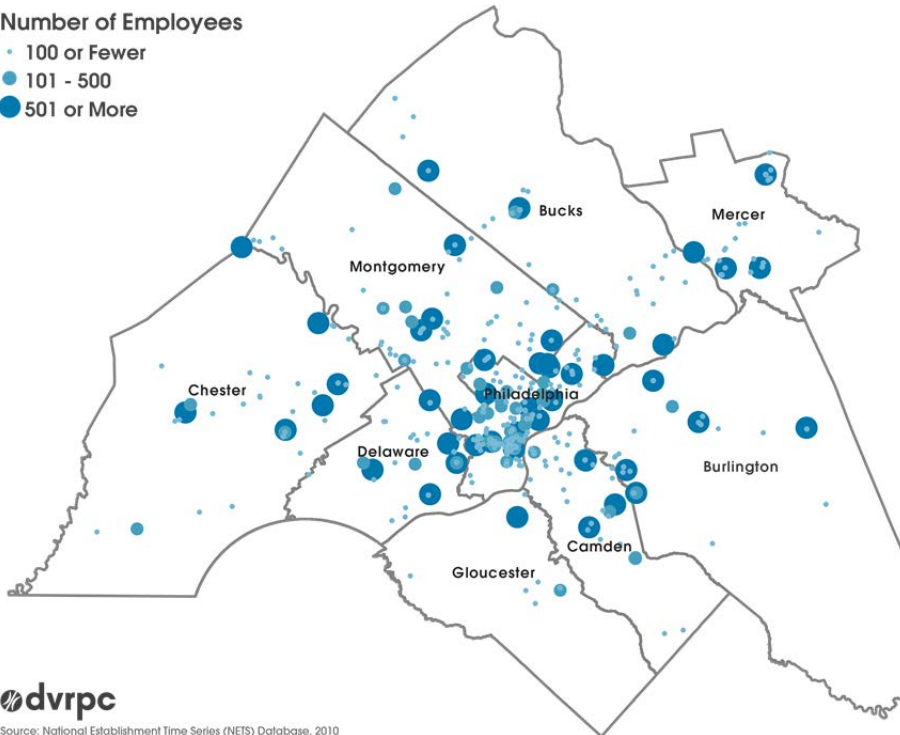 Number of Employees
100 or Fewer
101 - 500
501 or More
Bucks
Mercer
Montgomery
Chester
Philadelphia
Delaware
Burlington
Camden
Gloucester
dvrpc
Source: National Establishment Time Series (NETS) Database, 2010